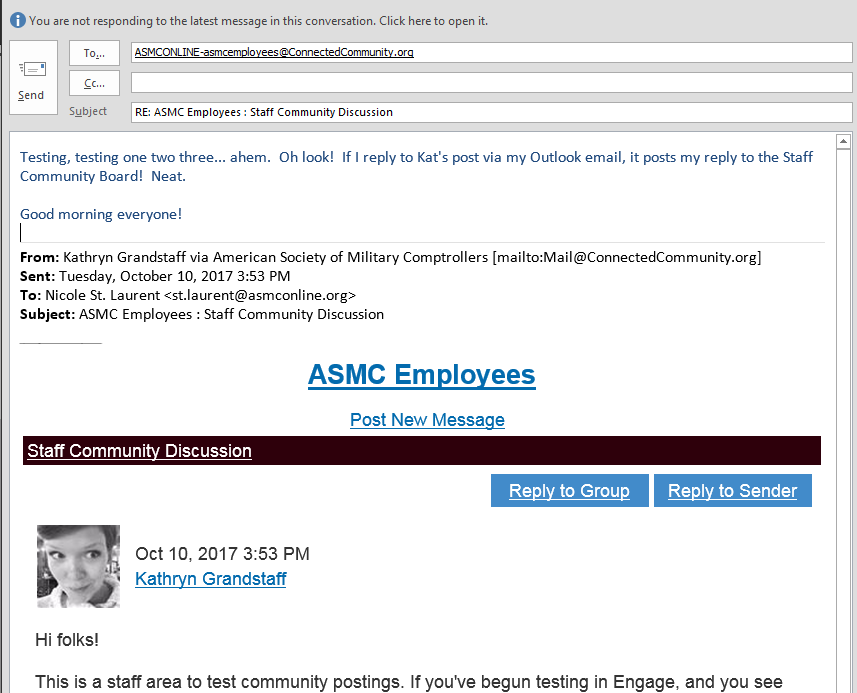 You are not responding to the latest message in this conversation. Click here to open it.
To...
ASMCONLINE-asmcemployees@ConnectedCommunity.org
Cc...
Send
Subject
RE: ASMC Employees : Staff Community Discussion
Testing, testing one two three... ahem.  Oh look!  If I reply to Kat's post via my Outlook email, it posts my reply to the Staff
Community Board!  Neat.
Good morning everyone!
From: Kathryn Grandstaff via American Society of Military Comptrollers [mailto:Mail@ConnectedCommunity.org]
Sent: Tuesday, October 10, 2017 3:53 PM
To: Nicole St. Laurent <st.laurent@asmconline.org>
Subject: ASMC Employees : Staff Community Discussion
ASMC Employees
Post New Message
Staff Community Discussion
Reply to Group
Reply to Sender
Oct 10, 2017 3:53 PM
Kathryn Grandstaff
Hi folks!
This is a staff area to test community postings. If you've begun testing in Engage, and you see